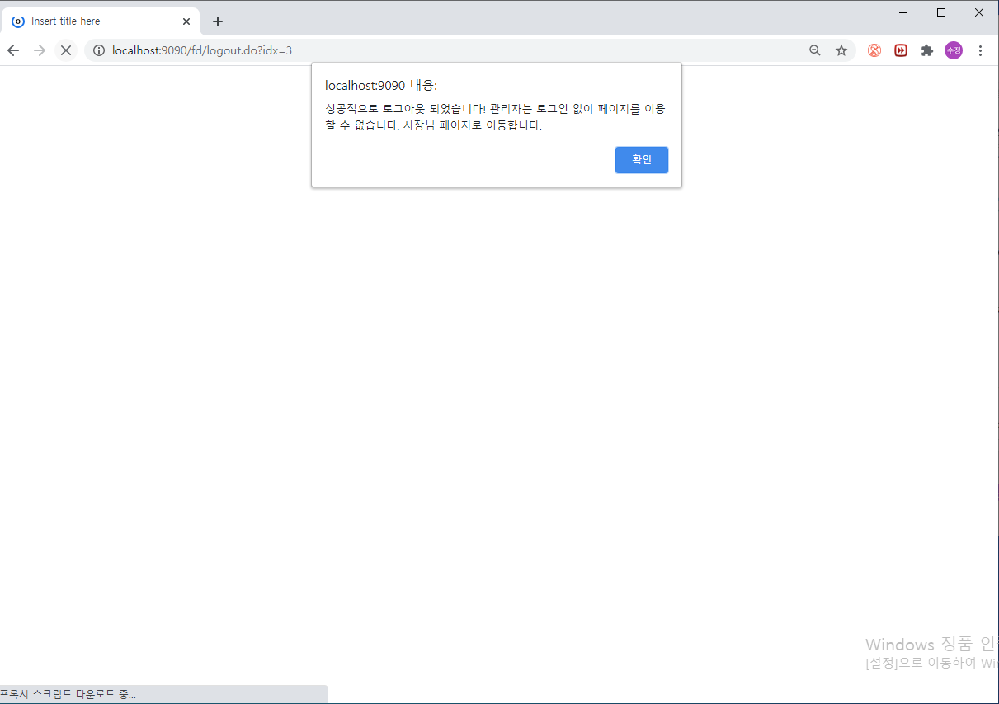 Insert title here
localhost:9090/fd/logout.do?idx=3
수정
localhost:9090 내용:
성공적으로 로그아웃 되었습니다! 관리자는 로그인 없이 페이지를 이용
할 수 없습니다. 사장님 페이지로 이동합니다.
확인
Windows 정품 인
[설정]으로 이동하여 Wi
프록시 스크립트 다운로드 중...